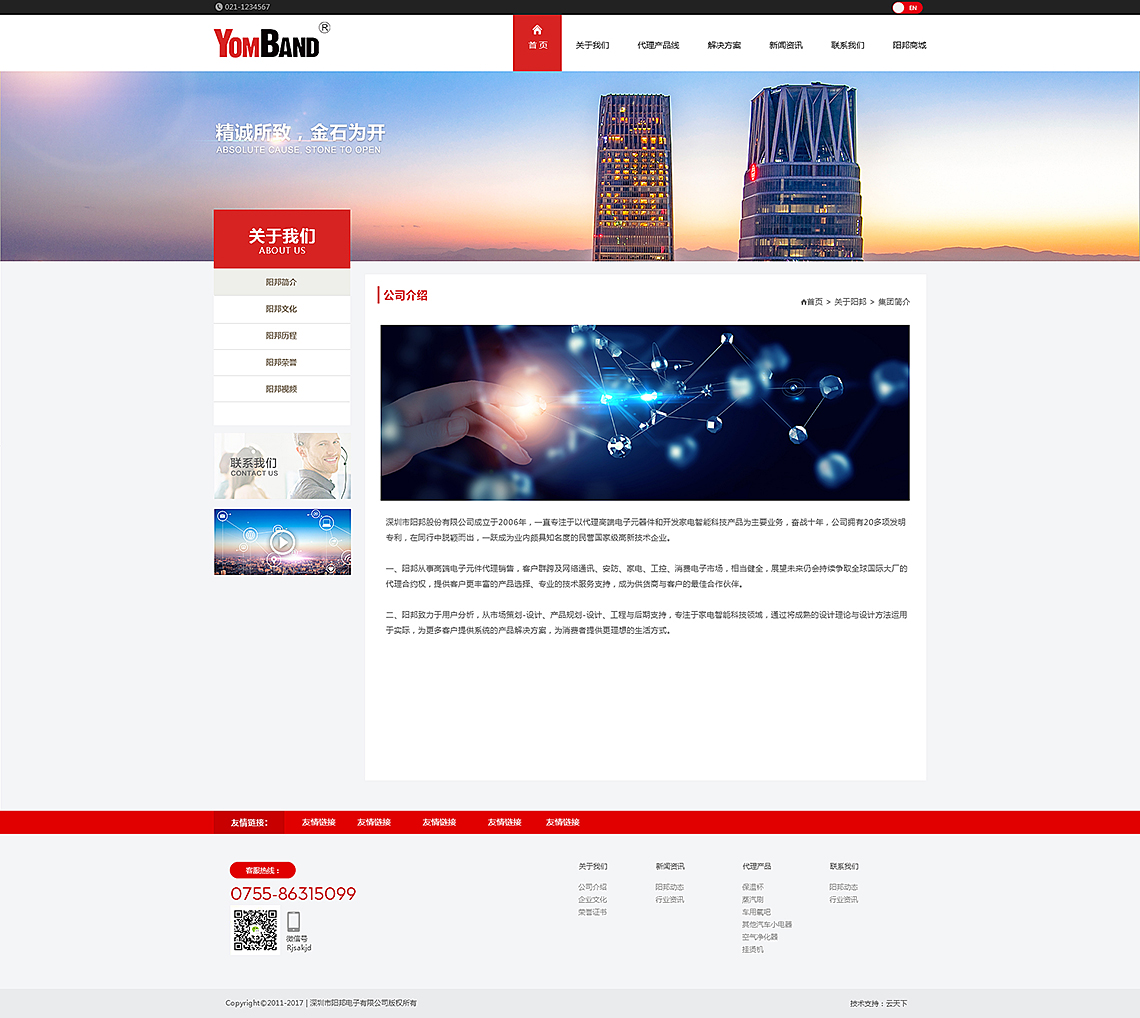 021-1234567
EN
YOMBAND®
首 页
关于我们
代理产品线
解决方案
新闻资讯
联系我们
阳邦商城
精诚所致，金石为开
ABSOLUTE CAUSE, STONE TO OPEN
关于我们
ABOUT US
阳邦简介
阳邦文化
阳邦历程
阳邦荣誉
阳邦视频
联系我们
CONTACT US
公司介绍
首页 > 关于阳邦 > 集团简介
深圳市阳邦股份有限公司成立于2006年，一直专注于以代理高端电子元器件和开发家电智能科技产品为主要业务，奋战十年，公司拥有20多项发明
专利，在同行中脱颖而出，一跃成为业内颇具知名度的民营国家级高新技术企业。
一、阳邦从事高端电子元件代理销售，客户群跨及网络通讯、安防、家电、工控、消费电子市场，相当健全，展望未来仍会持续争取全球国际大厂的
代理合约权，提供客户更丰富的产品选择、专业的技术服务支持，成为供货商与客户的最佳合作伙伴。
二、阳邦致力于用户分析，从市场策划-设计、产品规划-设计、工程与后期支持，专注于家电智能科技领域，通过将成熟的设计理论与设计方法运用
于实际，为更多客户提供系统的产品解决方案，为消费者提供更理想的生活方式。
友情链接：
友情链接
友情链接
友情链接
友情链接
友情链接
客服热线：
0755-86315099
微信号
Rjsakjd
关于我们
公司介绍
企业文化
荣誉证书
新闻资讯
阳邦动态
行业资讯
代理产品
保温杯
蒸汽刷
车用氧吧
其他汽车小电器
空气净化器
挂烫机
联系我们
阳邦动态
行业资讯
Copyright©2011-2017 | 深圳市阳邦电子有限公司版权所有
技术支持：云天下